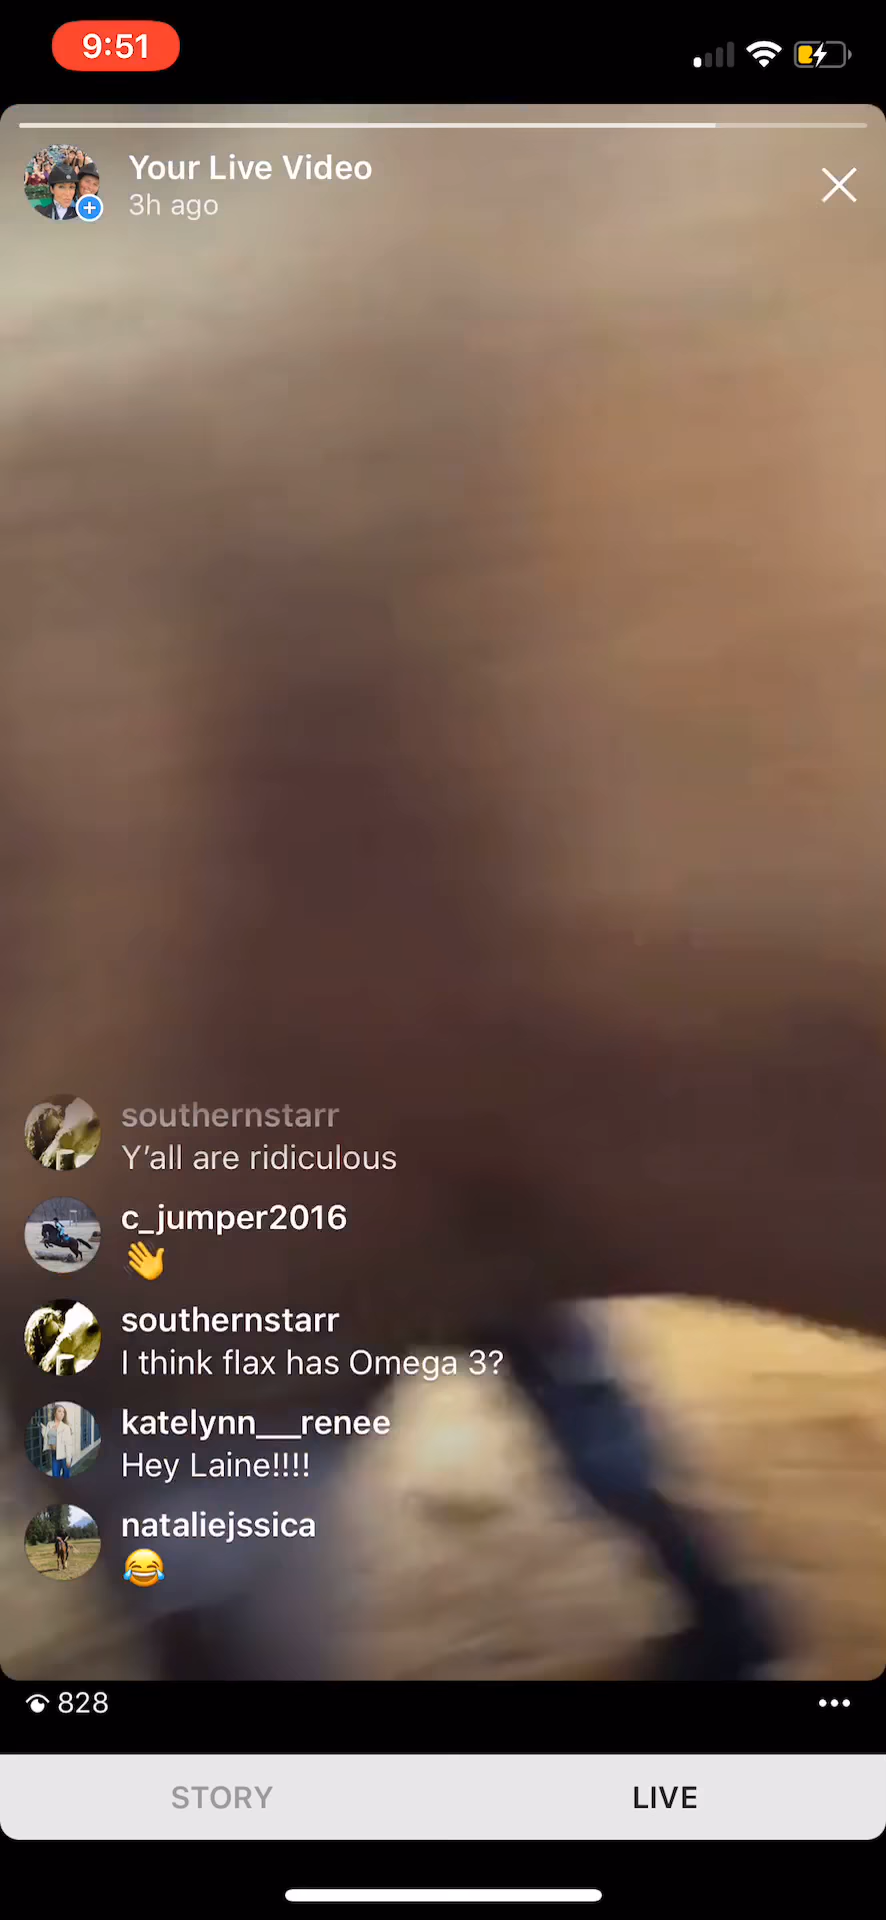 9:51
Your Live Video
3h ago
southernstarr
Y’all are ridiculous
c_jumper2016
👋
southernstarr
I think flax has Omega 3?
katelynn___renee
Hey Laine!!!!
nataliejssica
😂
828
STORY
LIVE